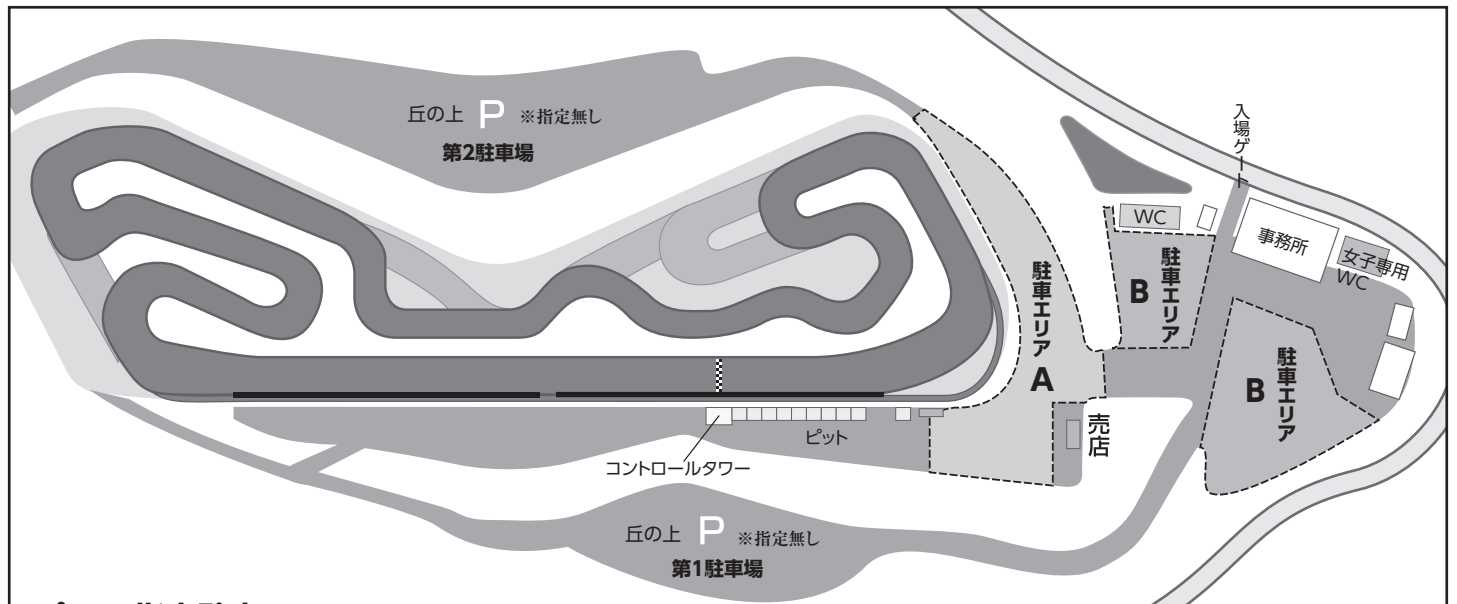 丘の上 P ※指定無し
第2駐車場
入場ゲート
WC
事務所
女子専用
WC
駐車エリア
B
駐車エリア
A
駐車エリア
B
売店
ピット
コントロールタワー
丘の上 P ※指定無し
第1駐車場